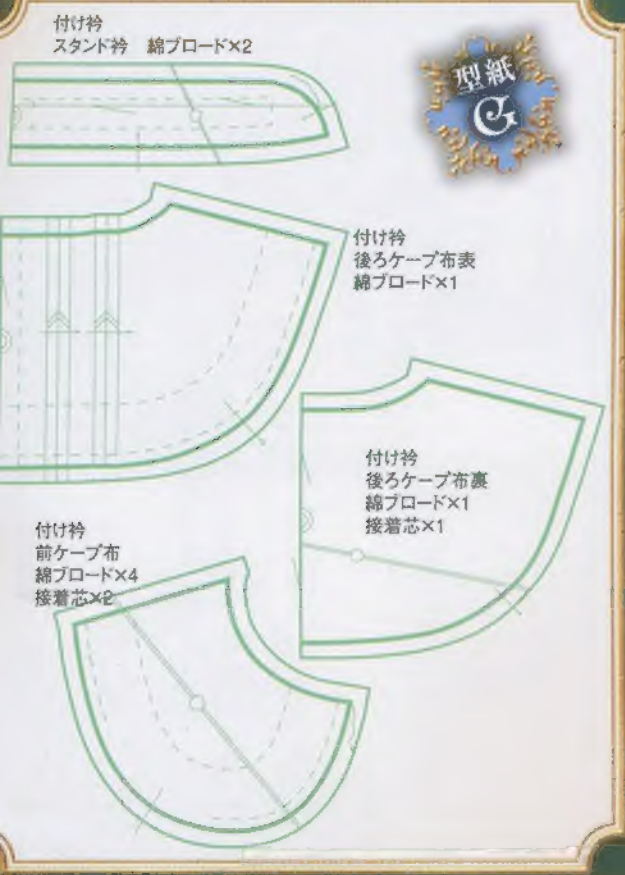 付け衿
スタンド衿 綿ブロード×2
型紙
G
付け衿
後ろケープ布表
綿ブロード×1
付け衿
後ろケープ布裏
綿ブロード×1
接着芯×1
付け衿
前ケープ布
綿ブロード×4
接着芯×2